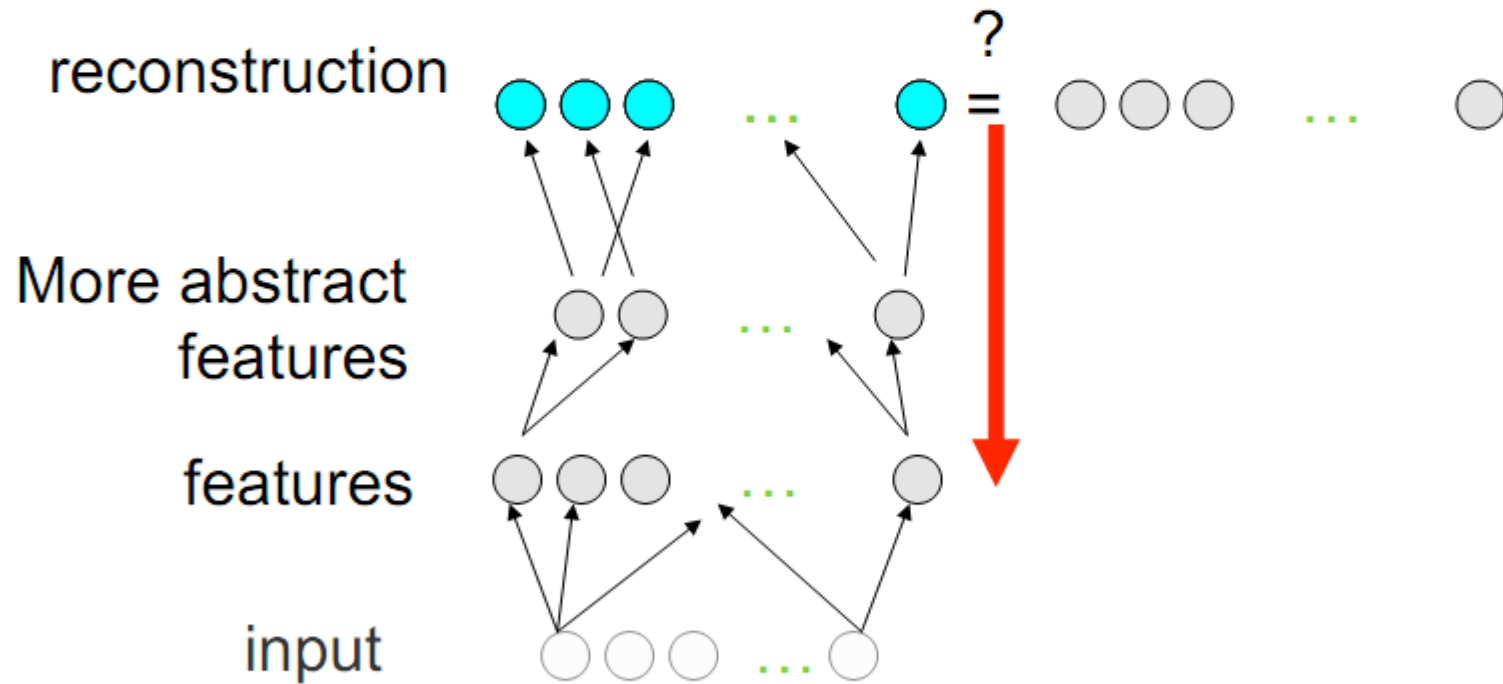 ?
reconstruction ... = ...
More abstract
features ...
features ...
input ...